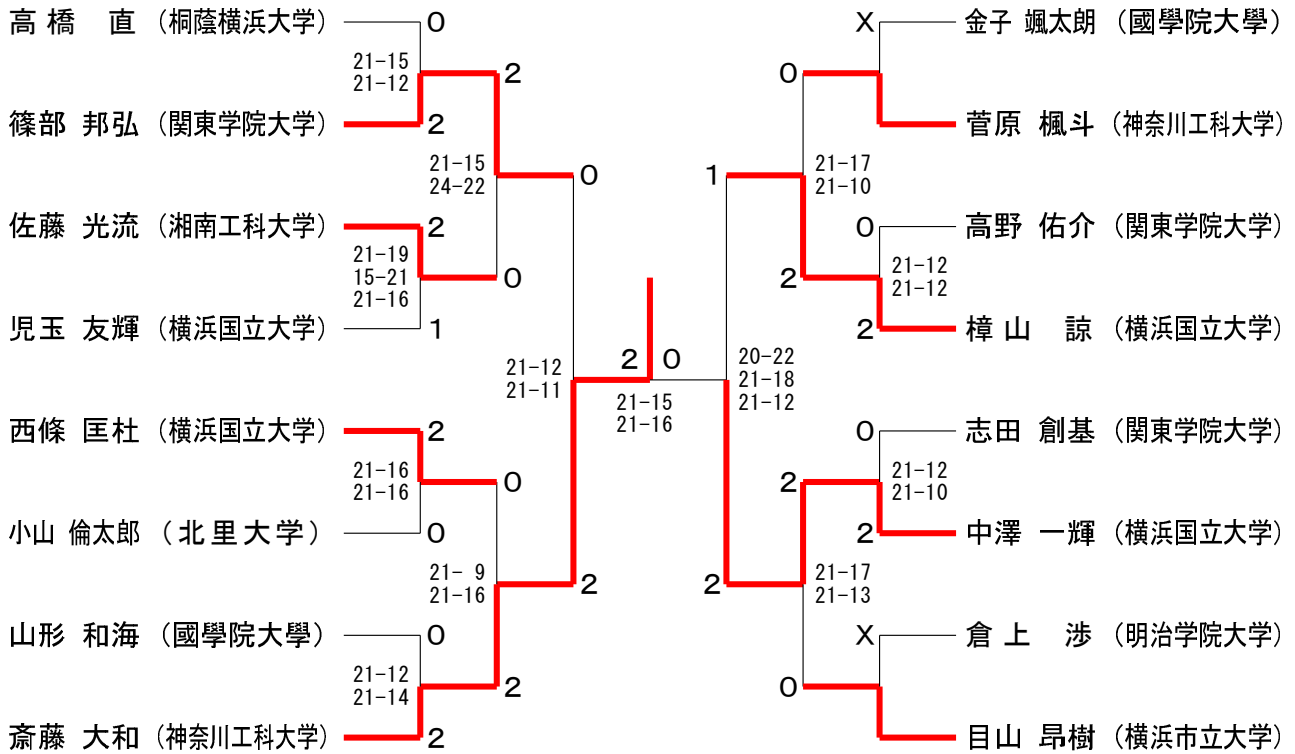 高橋 直 (桐蔭横浜大学)
0
21-15
21-12
2
篠部 邦弘 (関東学院大学)
2
21-15
24-22
0
佐藤 光流 (湘南工科大学)
2
21-19
15-21
21-16
0
児玉 友輝 (横浜国立大学)
1
21-12
21-11
西條 匡杜 (横浜国立大学)
2
21-16
21-16
0
小山 倫太郎 (北里大学)
0
21- 9
21-16
2
山形 和海 (國學院大學)
0
21-12
21-14
2
斎藤 大和 (神奈川工科大学)
2
2 0
21-15
21-16
X
金子 颯太朗 (國學院大學)
0
菅原 楓斗 (神奈川工科大学)
1
21-17
21-10
0
高野 佑介 (関東学院大学)
21-12
21-12
2
2
樟山 諒 (横浜国立大学)
20-22
21-18
21-12
0
志田 創基 (関東学院大学)
21-12
21-10
2
2
中澤 一輝 (横浜国立大学)
2
21-17
21-13
X
倉上 渉 (明治学院大学)
0
目山 昂樹 (横浜市立大学)